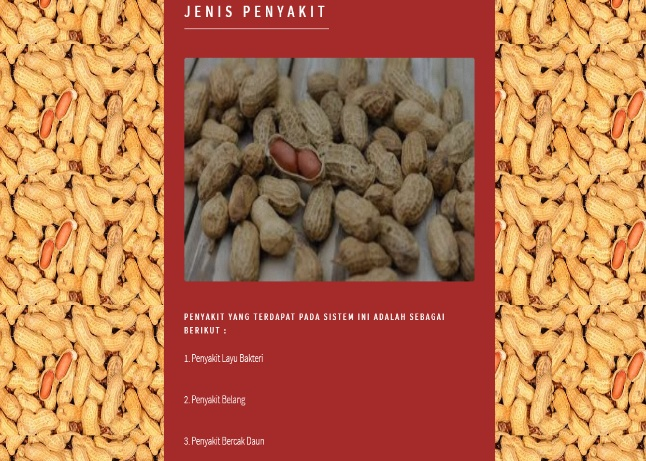 JENIS PENYAKIT
PENYAKIT YANG TERDAPAT PADA SISTEM INI ADALAH SEBAGAI
BERIKUT :
1. Penyakit Layu Bakteri
2. Penyakit Belang
3. Penyakit Bercak Daun